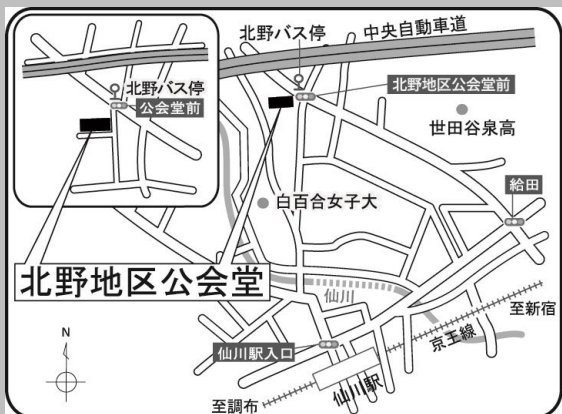 北野バス停
公会堂前
北野バス停
中央自動車道
北野地区公会堂前
世田谷泉高
給田
白百合女子大
北野地区公会堂
仙川
至新宿
京王線
仙川駅入口
仙川駅
至調布
N